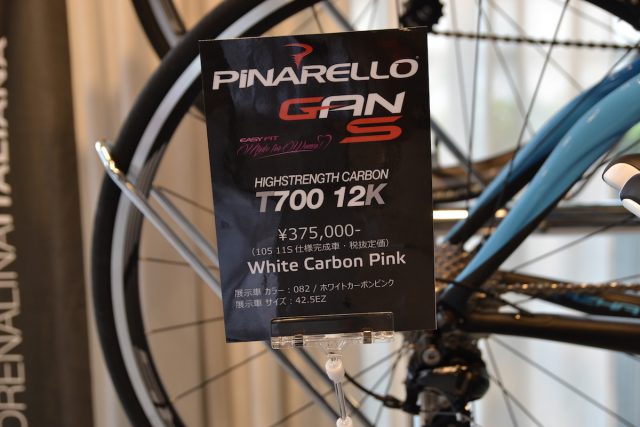 PINARELLO
GAN
S
EASY FIT
Made for Women
HIGHSTRENGTH CARBON
T700 12K
¥375,000-
（105 11S 仕様完成車・税抜定価）
White Carbon Pink
展示車 カラー：082 / ホワイトカーボンピンク
展示車 サイズ：42.5EZ
DRENALINAITALIANA